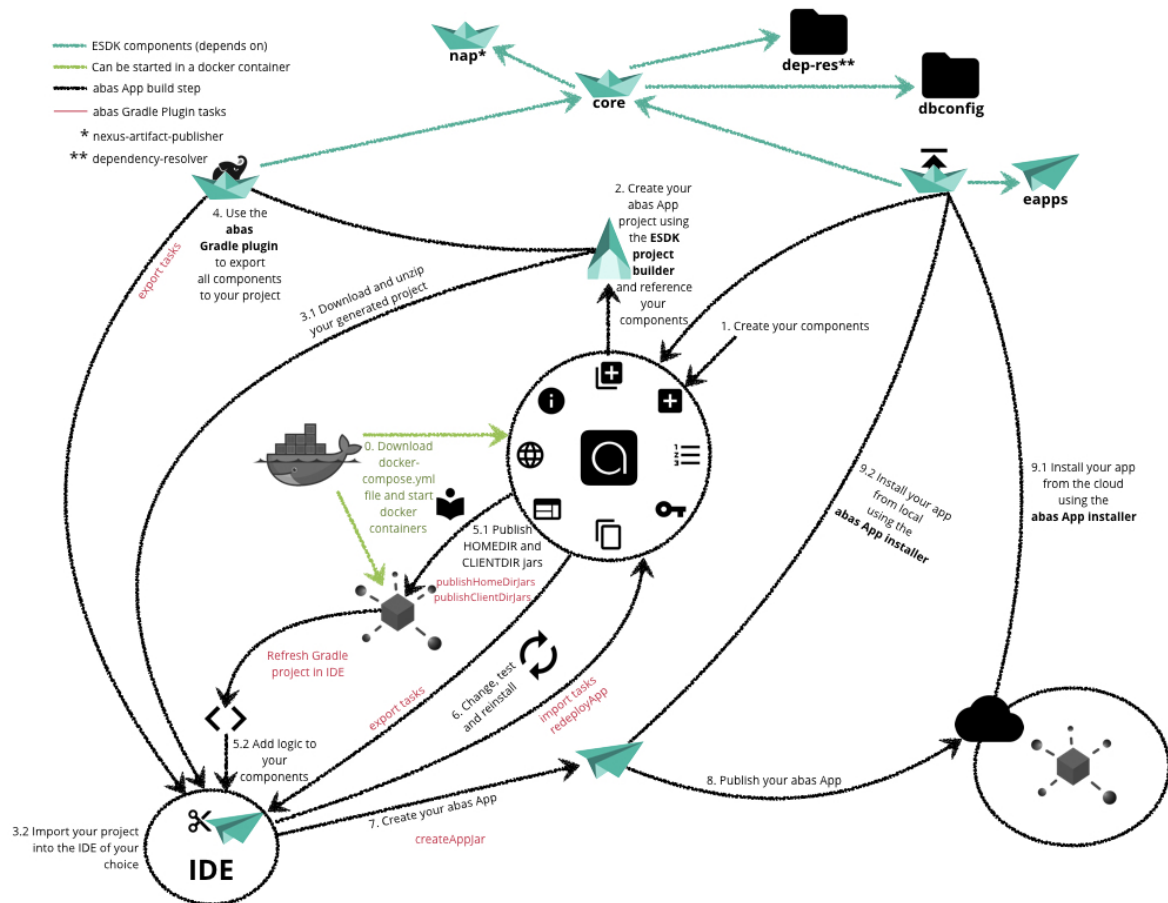 ESDK components (depends on)
Can be started in a docker container
abas App build step
abas Gradle Plugin tasks
* nexus-artifact-publisher
** dependency-resolver
nap*
core
dep-res**
dbconfig
eapps
4. Use the
abas
Gradle plugin
to export
all components
to your project
export tasks
3.1 Download and unzip
your generated project
2. Create your
abas App
project using
the ESDK
project
builder
and reference
your
components
1. Create your components
0. Download
docker-
compose.yml
file and start
docker
containers
1
2
3
5.1 Publish
HOMEDIR and
CLIENTDIR jars
publishHomeDirJars
publishClientDirJars
Refresh Gradle
project in IDE
5.2 Add logic to
your
components
export tasks
6. Change, test
and reinstall
import tasks
redeployApp
9.2 Install your app
from local
using the
abas App installer
9.1 Install your app
from the cloud
using the
abas App installer
7. Create your abas App
createAppJar
8. Publish your abas App
3.2 Import your project
into the IDE of your
choice
IDE